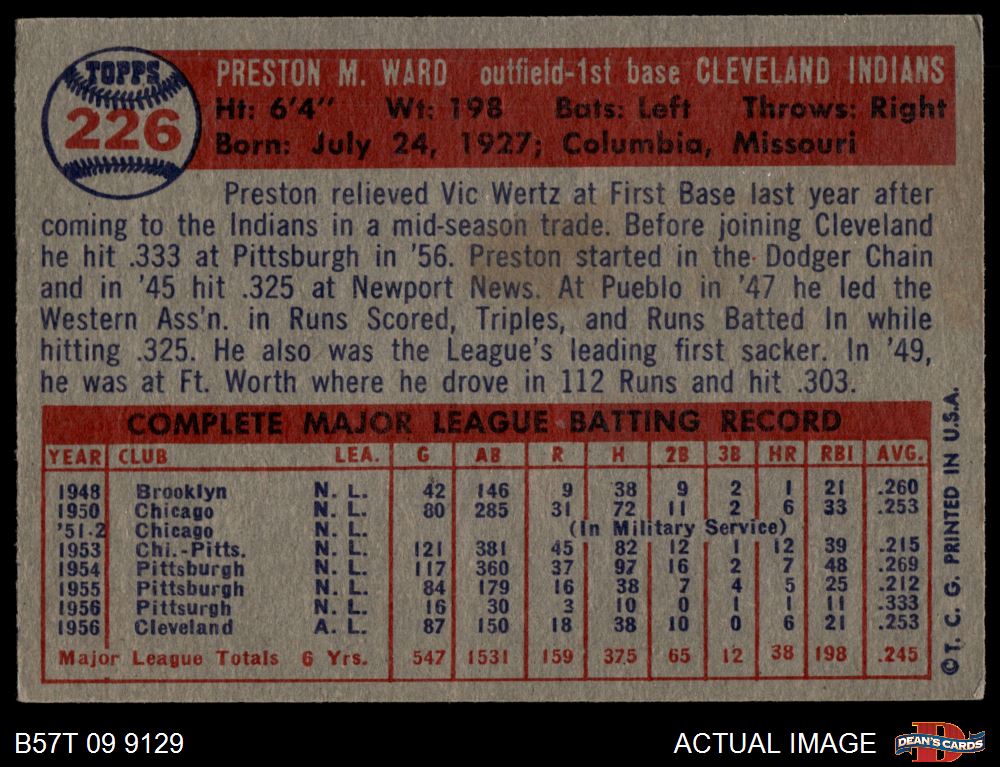 TOPPS
226
PRESTON M. WARD outfield-1st base CLEVELAND INDIANS
Ht: 6'4" Wt: 198 Bats: Left Throws: Right
Born: July 24, 1927; Columbia, Missouri
Preston relieved Vic Wertz at First Base last year after
coming to the Indians in a mid-season trade. Before joining Cleveland
he hit .333 at Pittsburgh in '56. Preston started in the Dodger Chain
and in '45 hit .325 at Newport News. At Pueblo in '47 he led the
Western Ass'n. in Runs Scored, Triples, and Runs Batted In while
hitting .325. He also was the League's leading first sacker. In '49,
he was at Ft. Worth where he drove in 112 Runs and hit .303.
COMPLETE MAJOR LEAGUE BATTING RECORD
YEAR CLUB LEA. G AB R H 2B 3B HR RBI AVG.
1948 Brooklyn N. L. 42 146 9 38 9 2 1 21 .260
1950 Chicago N. L. 80 285 31 72 11 2 6 33 .253
'51-2 Chicago N. L. (In Military Service)
1953 Chi.-Pitts. N. L. 121 381 45 82 12 1 12 39 .215
1954 Pittsburgh N. L. 117 360 37 97 16 2 7 48 .269
1955 Pittsburgh N. L. 84 179 16 38 7 4 5 25 .212
1956 Pittsurgh N. L. 16 30 3 10 0 1 1 11 .333
1956 Cleveland A. L. 87 150 18 38 10 0 6 21 .253
Major League Totals 6 Yrs. 547 1531 159 375 65 12 38 198 .245
© T. C. G. PRINTED IN U.S.A.
B57T 09 9129
ACTUAL IMAGE
D
DEAN'S CARDS